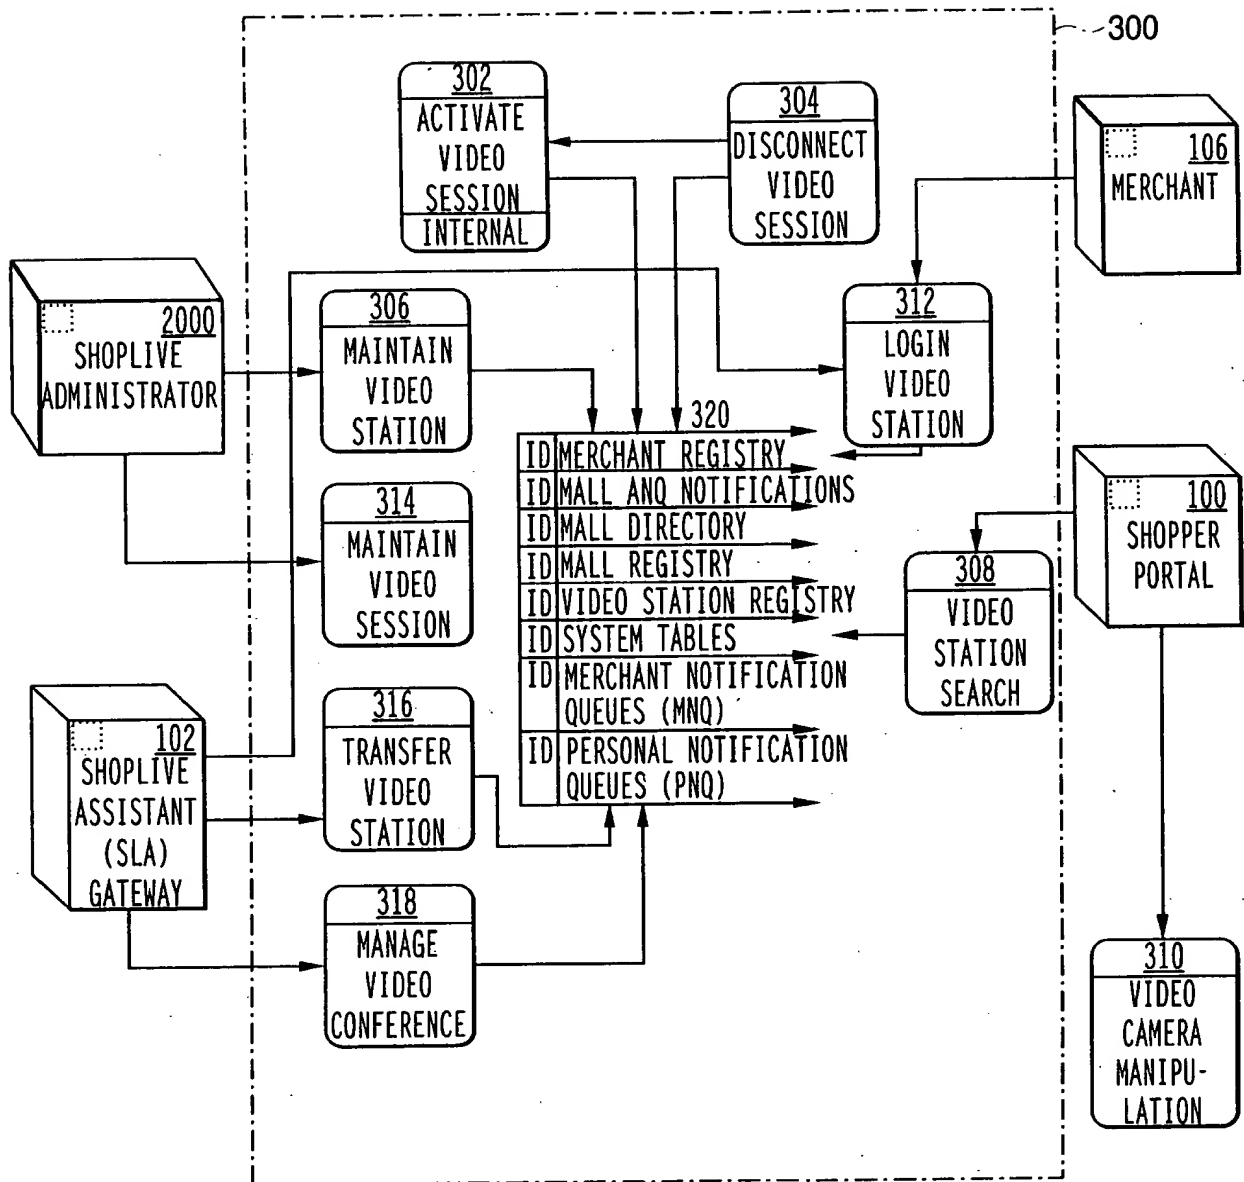 300
302
ACTIVATE
VIDEO
SESSION
INTERNAL
304
DISCONNECT
VIDEO
SESSION
106
MERCHANT
2000
SHOPLIVE
ADMINISTRATOR
306
MAINTAIN
VIDEO
STATION
312
LOGIN
VIDEO
STATION
320
ID MERCHANT REGISTRY
ID MALL ANQ NOTIFICATIONS
ID MALL DIRECTORY
ID MALL REGISTRY
ID VIDEO STATION REGISTRY
ID SYSTEM TABLES
ID MERCHANT NOTIFICATION
QUEUES (MNQ)
ID PERSONAL NOTIFICATION
QUEUES (PNQ)
314
MAINTAIN
VIDEO
SESSION
100
SHOPPER
PORTAL
308
VIDEO
STATION
SEARCH
102
SHOPLIVE
ASSISTANT
(SLA)
GATEWAY
316
TRANSFER
VIDEO
STATION
318
MANAGE
VIDEO
CONFERENCE
310
VIDEO
CAMERA
MANIPU-
LATION